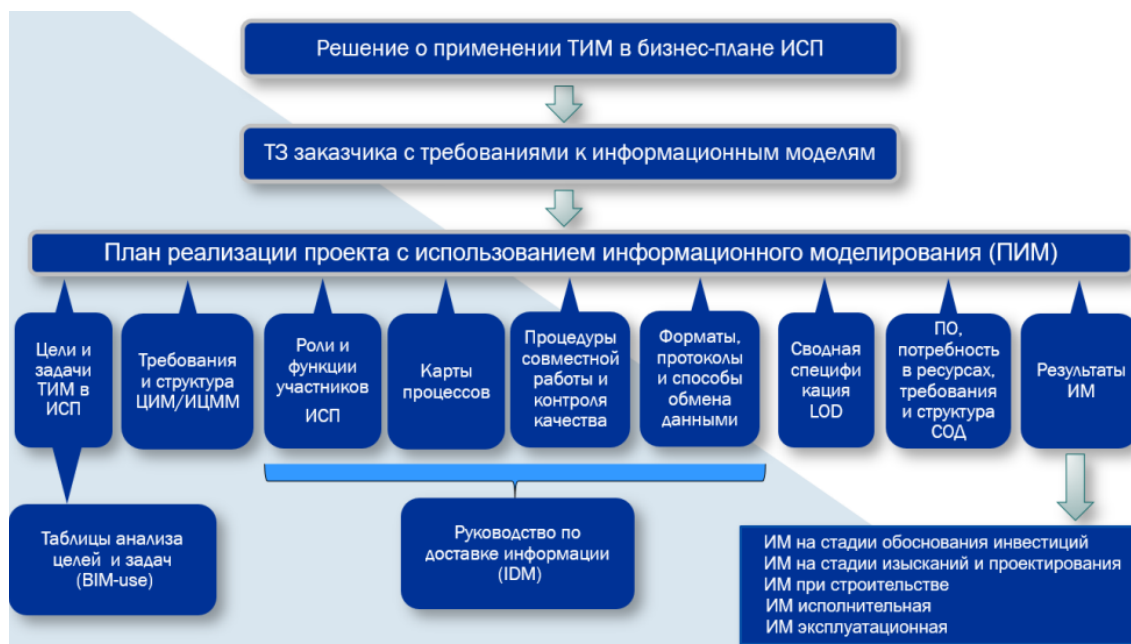 Решение о применении ТИМ в бизнес-плане ИСП
ТЗ заказчика с требованиями к информационным моделям
План реализации проекта с использованием информационного моделирования (ПИМ)
Цели и
задачи
ТИМ в
ИСП
Требования
и структура
ЦИМ/ИЦММ
Роли и
функции
участников
ИСП
Карты
процессов
Процедуры
совместной
работы и
контроля
качества
Форматы,
протоколы
и способы
обмена
данными
Сводная
специфи
кация
LOD
ПО,
потребность
в ресурсах,
требования
и структура
СОД
Результаты
ИМ
Таблицы анализа
целей и задач
(BIM-use)
Руководство по
доставке информации
(IDM)
ИМ на стадии обоснования инвестиций
ИМ на стадии изысканий и проектирования
ИМ при строительстве
ИМ исполнительная
ИМ эксплуатационная